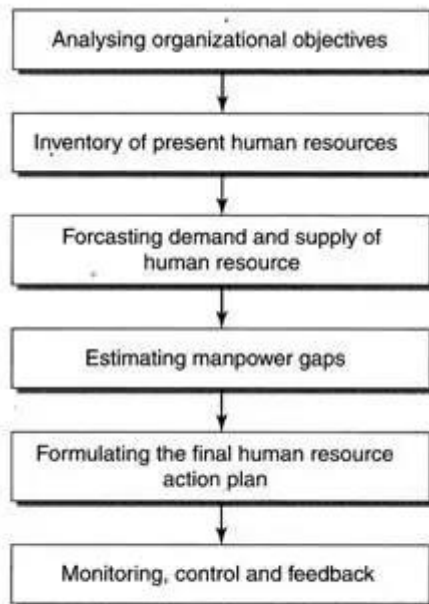 Analysing organizational objectives
Inventory of present human resources
Forcasting demand and supply of
human resource
Estimating manpower gaps
Formulating the final human resource
action plan
Monitoring, control and feedback